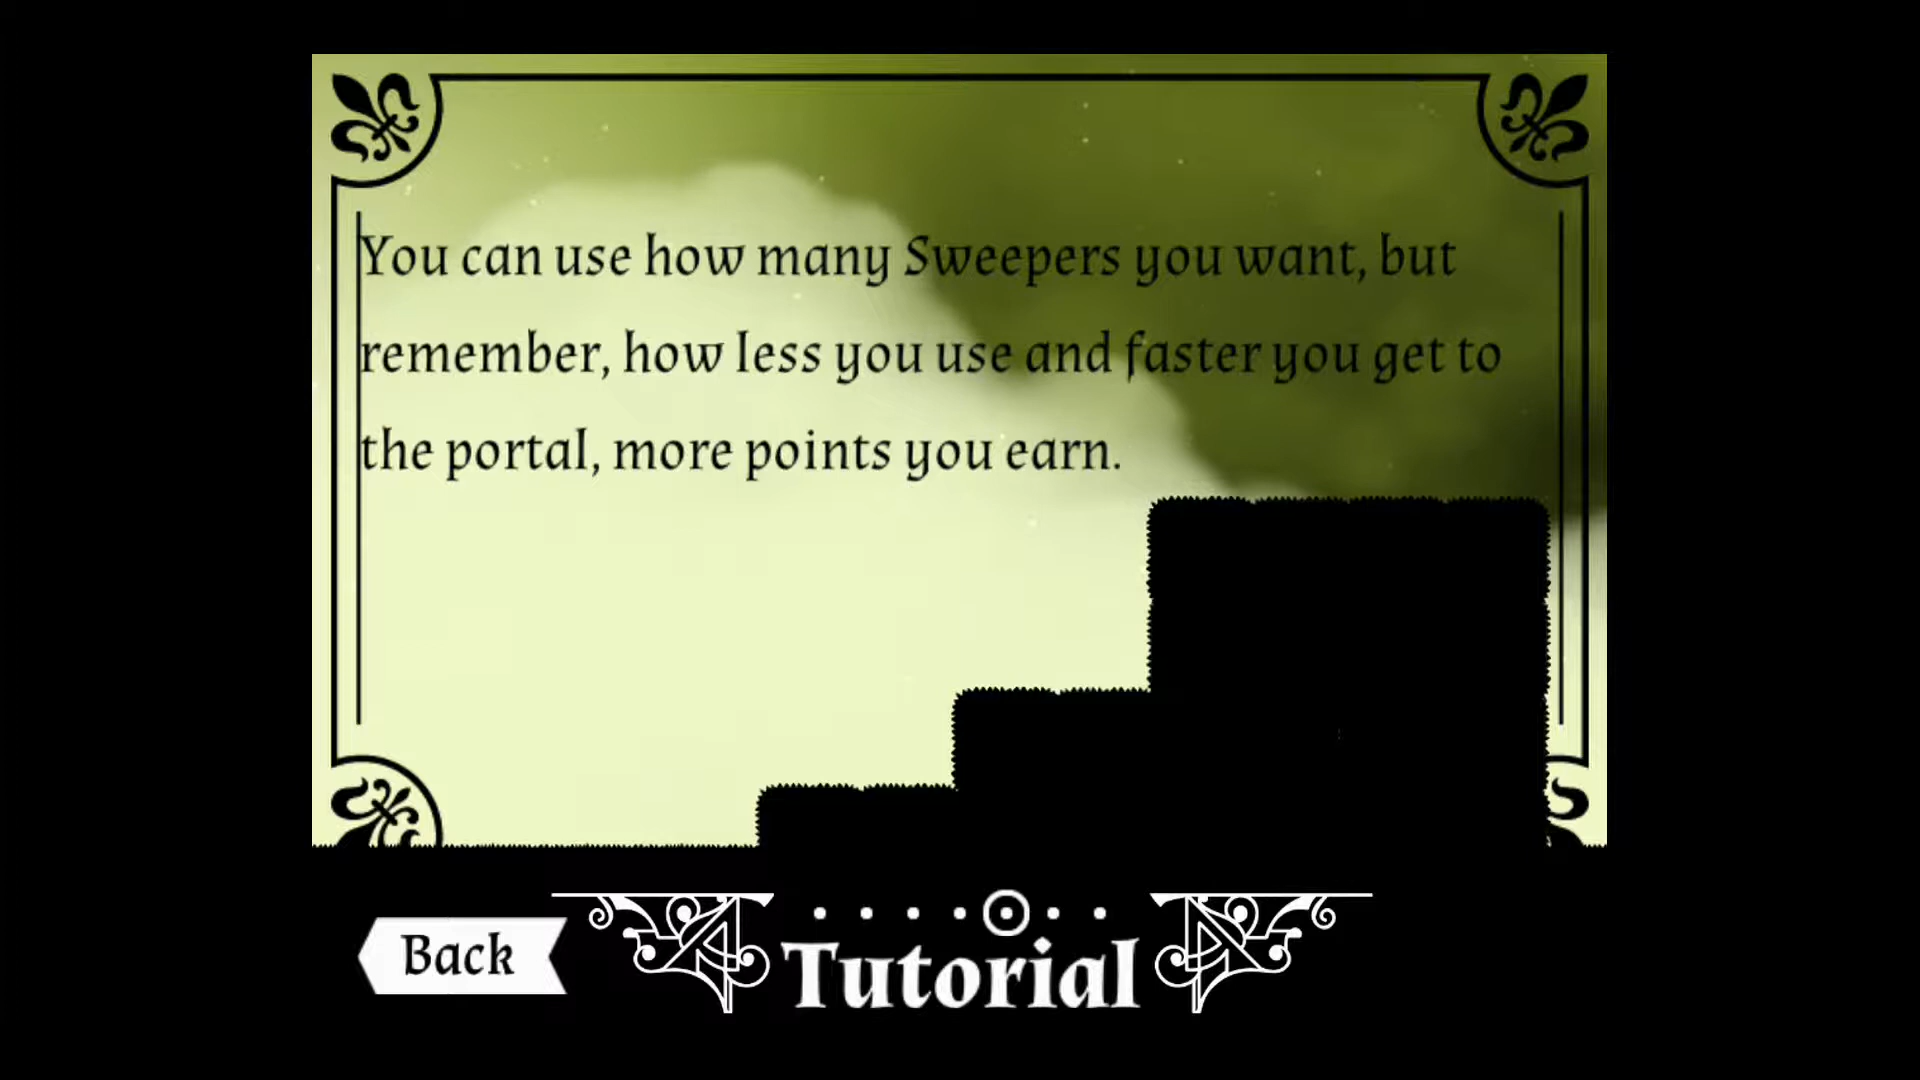 You can use how many Sweepers you want, but
remember, how less you use and faster you get to
the portal, more points you earn.
Back
Tutorial